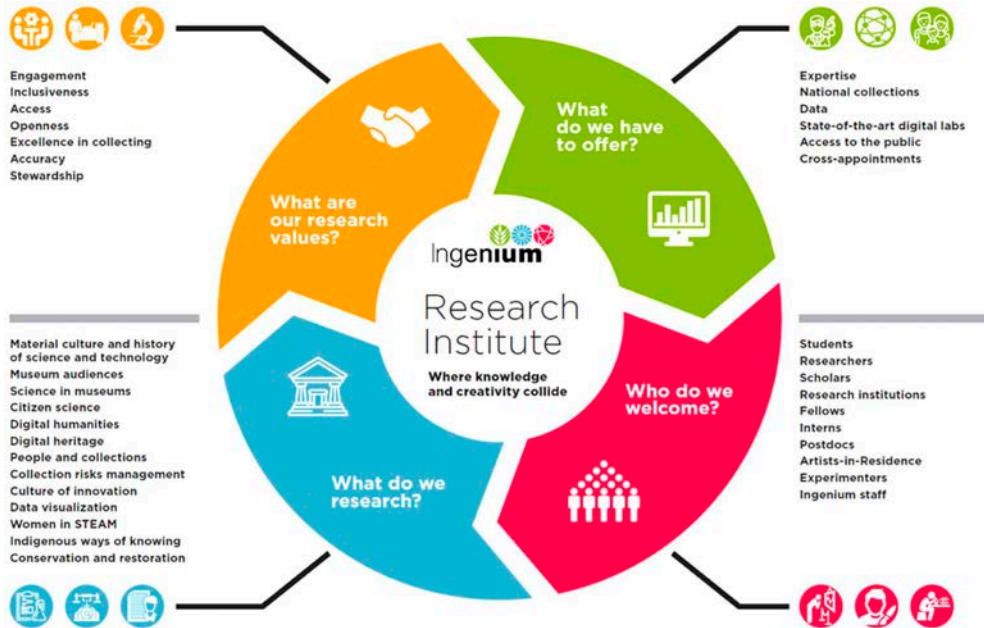 Engagement
Inclusiveness
Access
Openness
Excellence in collecting
Accuracy
Stewardship
What are
our research
values?
What
do we have
to offer?
Expertise
National collections
Data
State-of-the-art digital labs
Access to the public
Cross-appointments
Ingenium
Research
Institute
Where knowledge
and creativity collide
Material culture and history
of science and technology
Museum audiences
Science in museums
Citizen science
Digital humanities
Digital heritage
People and collections
Collection risks management
Culture of innovation
Data visualization
Women in STEAM
Indigenous ways of knowing
Conservation and restoration
What do we
research?
Who do we
welcome?
Students
Researchers
Scholars
Research institutions
Fellows
Interns
Postdocs
Artists-in-Residence
Experimenters
Ingenium staff